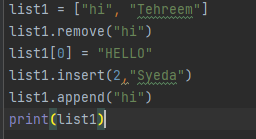 list1 = ["hi", "Tehreem"]
list1.remove("hi")
list1[0] = "HELLO"
list1.insert(2,"Syeda")
list1.append("hi")
print(list1)